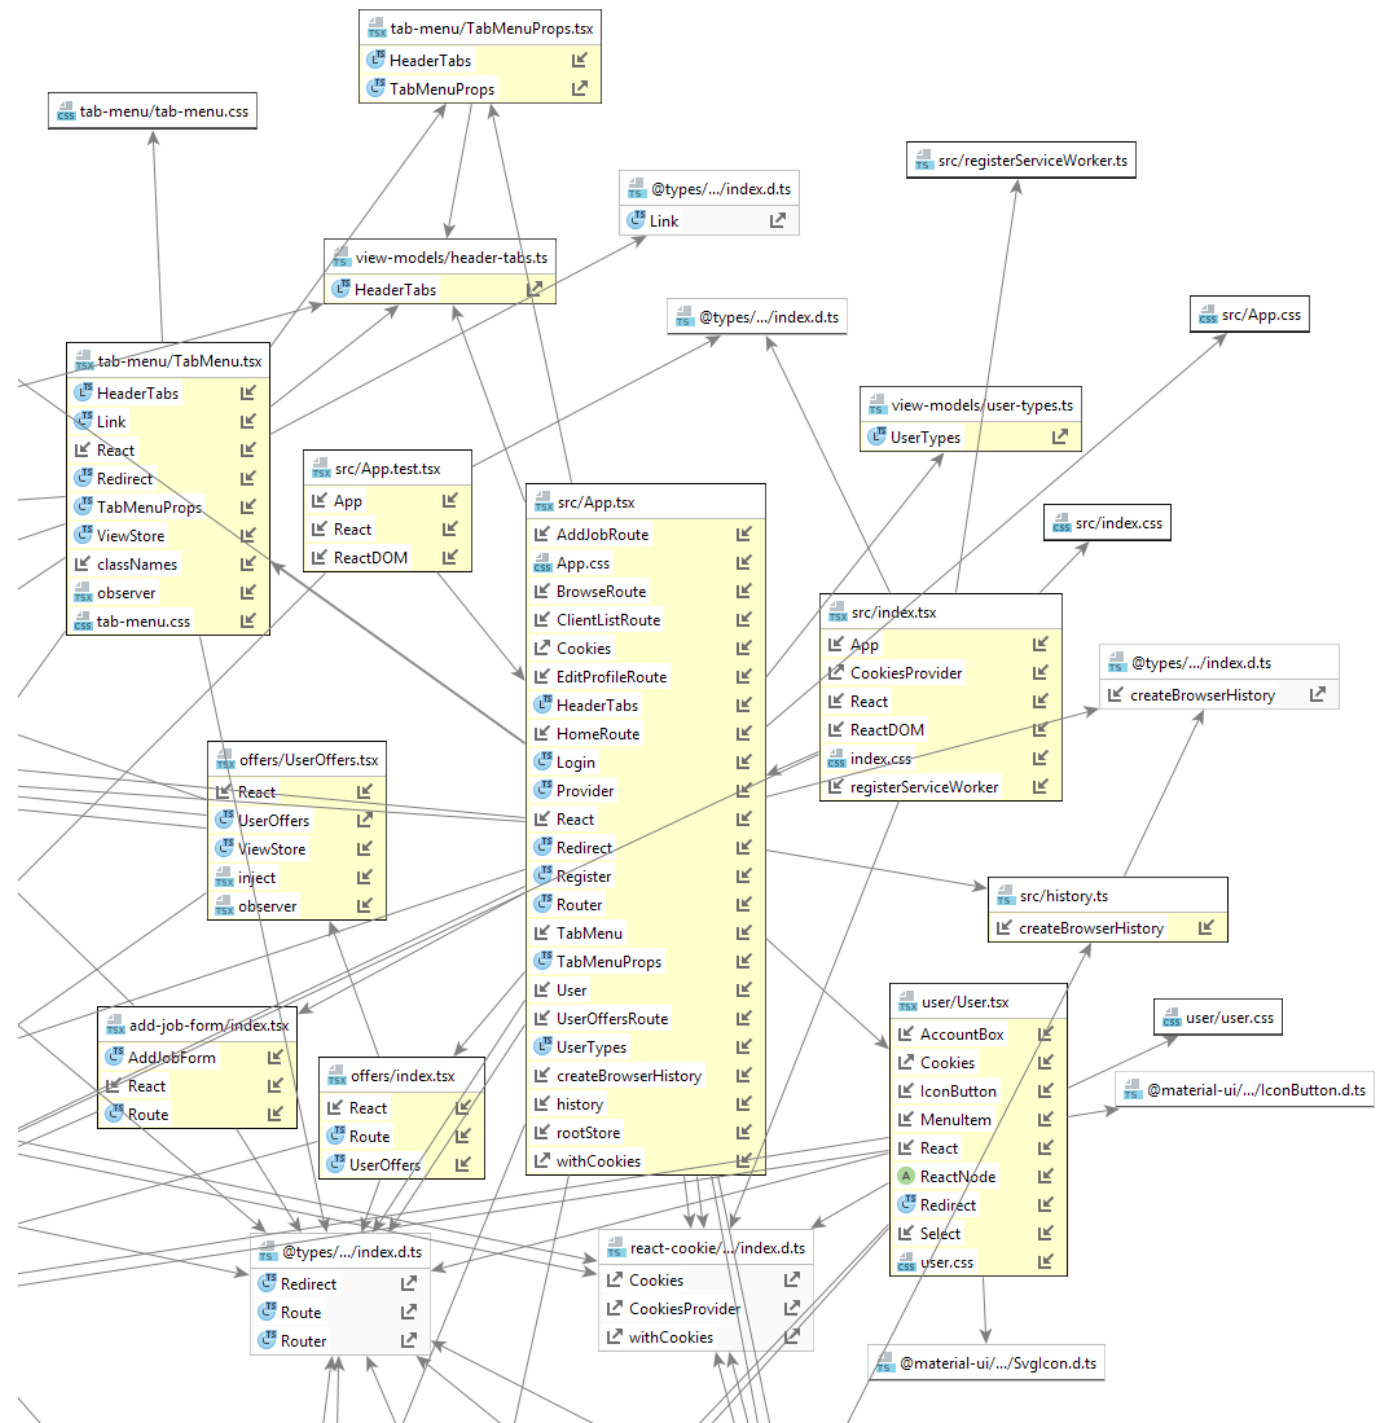 tab-menu/TabMenuProps.tsx
HeaderTabs
TabMenuProps
tab-menu/tab-menu.css
src/registerServiceWorker.ts
@types/.../index.d.ts
Link
view-models/header-tabs.ts
HeaderTabs
@types/.../index.d.ts
src/App.css
tab-menu/TabMenu.tsx
HeaderTabs
Link
React
Redirect
TabMenuProps
ViewStore
classNames
observer
tab-menu.css
view-models/user-types.ts
UserTypes
src/App.test.tsx
App
React
ReactDOM
src/App.tsx
AddJobRoute
App.css
BrowseRoute
ClientListRoute
Cookies
EditProfileRoute
HeaderTabs
HomeRoute
Login
Provider
React
Redirect
Register
Router
TabMenu
TabMenuProps
User
UserOffersRoute
UserTypes
createBrowserHistory
history
rootStore
withCookies
src/index.css
src/index.tsx
App
CookiesProvider
React
ReactDOM
index.css
registerServiceWorker
@types/.../index.d.ts
createBrowserHistory
offers/UserOffers.tsx
React
UserOffers
ViewStore
inject
observer
src/history.ts
createBrowserHistory
user/User.tsx
AccountBox
Cookies
IconButton
MenuItem
React
ReactNode
Redirect
Select
user.css
user/user.css
add-job-form/index.tsx
AddJobForm
React
Route
offers/index.tsx
React
Route
UserOffers
@material-ui/.../IconButton.d.ts
@types/.../index.d.ts
Redirect
Route
Router
react-cookie/.../index.d.ts
Cookies
CookiesProvider
withCookies
@material-ui/.../SvgIcon.d.ts